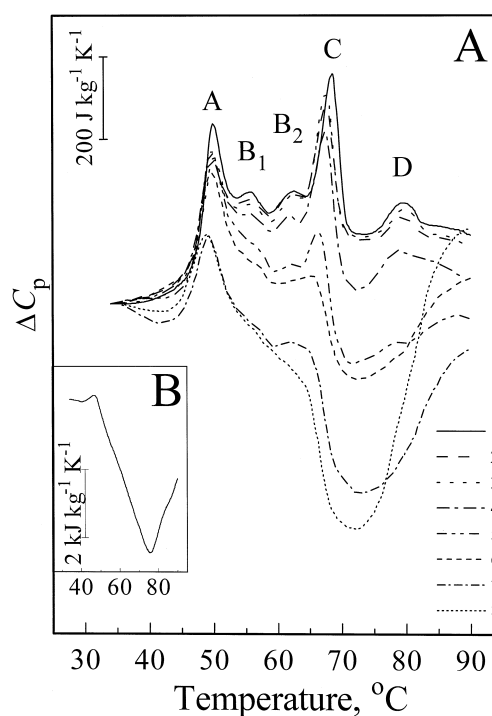 A
200 J kg⁻¹ K⁻¹
A
B₁
B₂
C
D
ΔCₚ
B
2 kJ kg⁻¹ K⁻¹
40 60 80
30 40 50 60 70 80 90
Temperature, °C